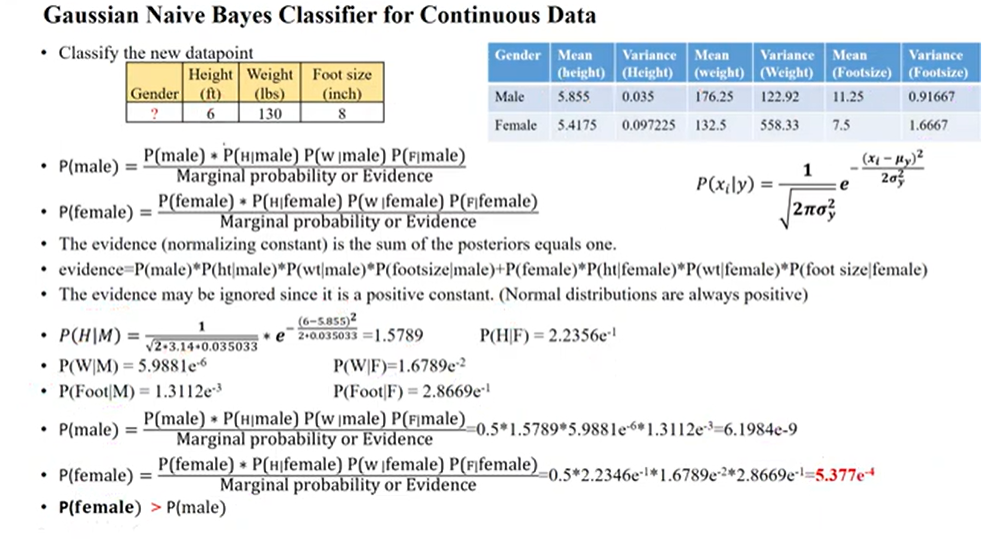 Gaussian Naive Bayes Classifier for Continuous Data
• Classify the new datapoint
Gender Height (ft) Weight (lbs) Foot size (inch)
? 6 130 8
Gender Mean (height) Variance (Height) Mean (weight) Variance (Weight) Mean (Footsize) Variance (Footsize)
Male 5.855 0.035 176.25 122.92 11.25 0.91667
Female 5.4175 0.097225 132.5 558.33 7.5 1.6667
• P(male) = P(male) ∗ P(H|male) P(w |male) P(F|male) / Marginal probability or Evidence
P(xᵢ|y) = 1 / √2πσ_y^2 e^−(xᵢ − μ_y)^2 / 2σ_y^2
• P(female) = P(female) ∗ P(H|female) P(w |female) P(F|female) / Marginal probability or Evidence
• The evidence (normalizing constant) is the sum of the posteriors equals one.
• evidence=P(male)*P(ht|male)*P(wt|male)*P(footsize|male)+P(female)*P(ht|female)*P(wt|female)*P(foot size|female)
• The evidence may be ignored since it is a positive constant. (Normal distributions are always positive)
• P(H|M) = 1 / √2∗3.14∗0.035033 ∗ e^−(6−5.855)^2 / 2∗0.035033 =1.5789 P(H|F) = 2.2356e^-1
• P(W|M) = 5.9881e^-6 P(W|F)=1.6789e^-2
• P(Foot|M) = 1.3112e^-3 P(Foot|F) = 2.8669e^-1
• P(male) = P(male) ∗ P(H|male) P(w |male) P(F|male) / Marginal probability or Evidence =0.5*1.5789*5.9881e^-6*1.3112e^-3=6.1984e-9
• P(female) = P(female) ∗ P(H|female) P(w |female) P(F|female) / Marginal probability or Evidence =0.5*2.2346e^-1*1.6789e^-2*2.8669e^-1=5.377e^-4
• P(female) > P(male)